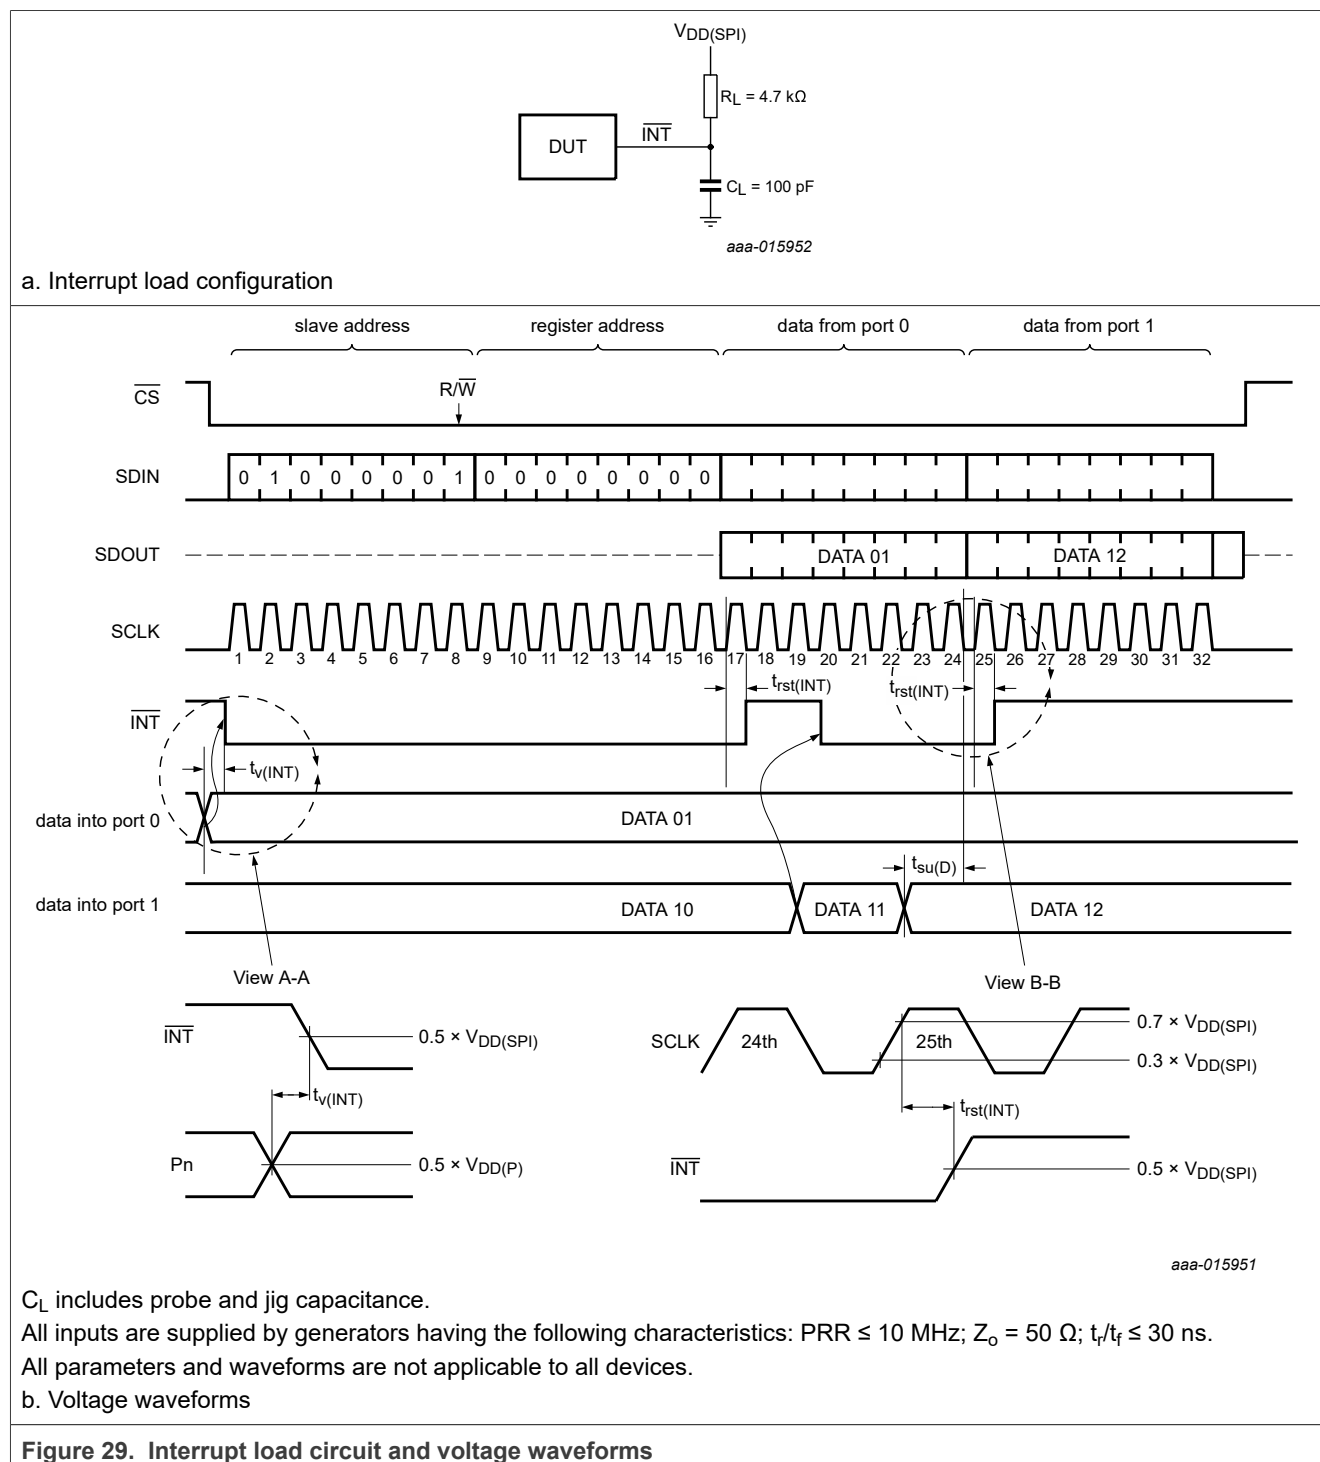 VDD(SPI)
RL = 4.7 kΩ
DUT
INT
CL = 100 pF
aaa-015952
a. Interrupt load configuration
slave address register address data from port 0 data from port 1
CS
R/W
SDIN 0 1 0 0 0 0 0 1 0 0 0 0 0 0 0 0
SDOUT DATA 01 DATA 12
SCLK
1 2 3 4 5 6 7 8 9 10 11 12 13 14 15 16 17 18 19 20 21 22 23 24 25 26 27 28 29 30 31 32
trst(INT) trst(INT)
INT
tv(INT)
data into port 0 DATA 01
tsu(D)
data into port 1 DATA 10 DATA 11 DATA 12
View A-A View B-B
INT 0.5 × VDD(SPI)
tv(INT)
Pn 0.5 × VDD(P)
SCLK 24th 25th 0.7 × VDD(SPI)
0.3 × VDD(SPI)
trst(INT)
INT 0.5 × VDD(SPI)
aaa-015951
CL includes probe and jig capacitance.
All inputs are supplied by generators having the following characteristics: PRR ≤ 10 MHz; Zo = 50 Ω; tr/tf ≤ 30 ns.
All parameters and waveforms are not applicable to all devices.
b. Voltage waveforms
Figure 29. Interrupt load circuit and voltage waveforms